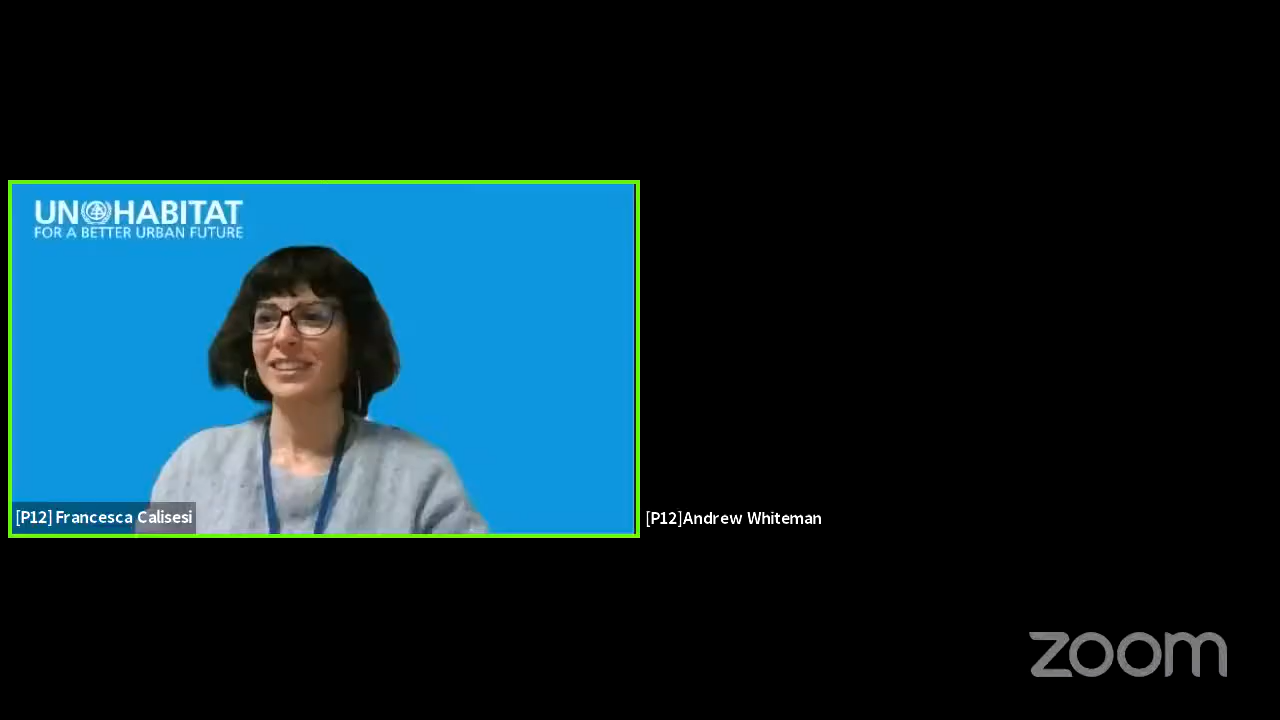 UN HABITAT
FOR A BETTER URBAN FUTURE
[P12] Francesca Calisesi
[P12]Andrew Whiteman
zoom